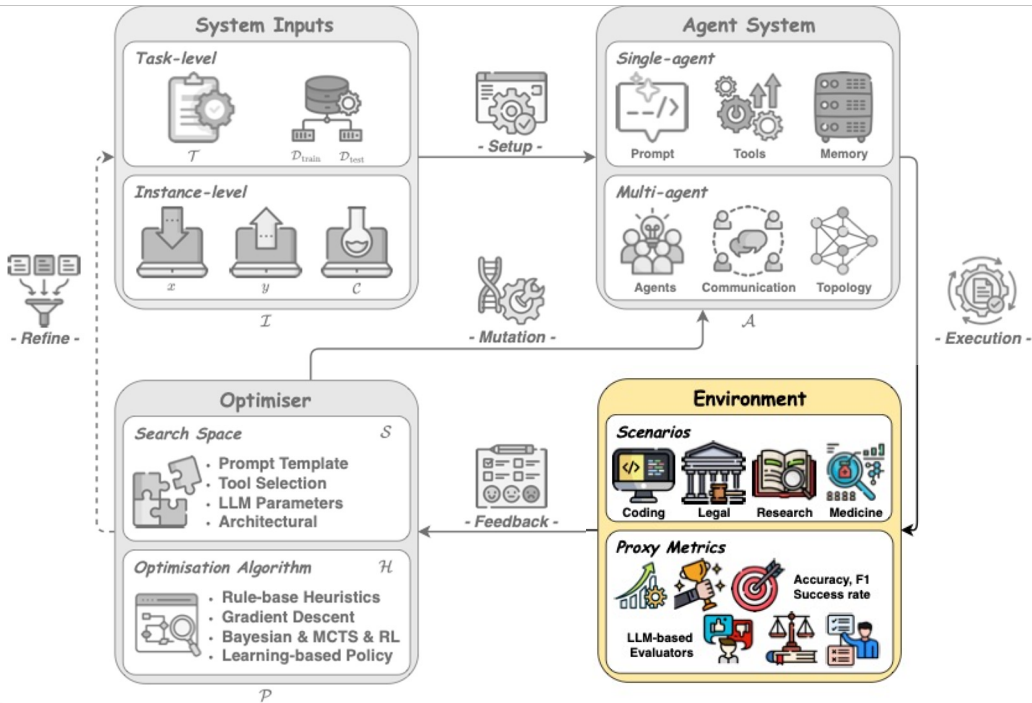 System Inputs
Task-level
𝒯
𝒟train 𝒟test
Instance-level
x y 𝒞
ℐ
- Setup -
Agent System
Single-agent
Prompt Tools Memory
Multi-agent
Agents Communication Topology
𝒜
- Refine -
- Mutation -
- Execution -
Optimiser
Search Space 𝒮
• Prompt Template
• Tool Selection
• LLM Parameters
• Architectural
Optimisation Algorithm ℋ
• Rule-base Heuristics
• Gradient Descent
• Bayesian & MCTS & RL
• Learning-based Policy
𝒫
- Feedback -
Environment
Scenarios
Coding Legal Research Medicine
Proxy Metrics
Accuracy, F1
Success rate
LLM-based
Evaluators